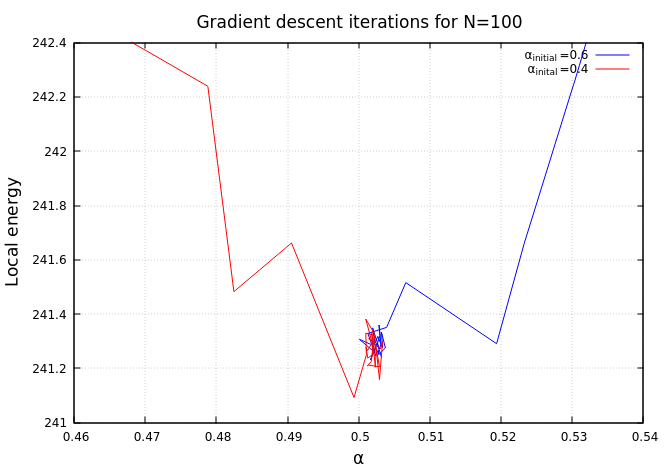 Gradient descent iterations for N=100
αinitial=0.6
αinital=0.4
Local energy
242.4
242.2
242
241.8
241.6
241.4
241.2
241
0.46 0.47 0.48 0.49 0.5 0.51 0.52 0.53 0.54
α